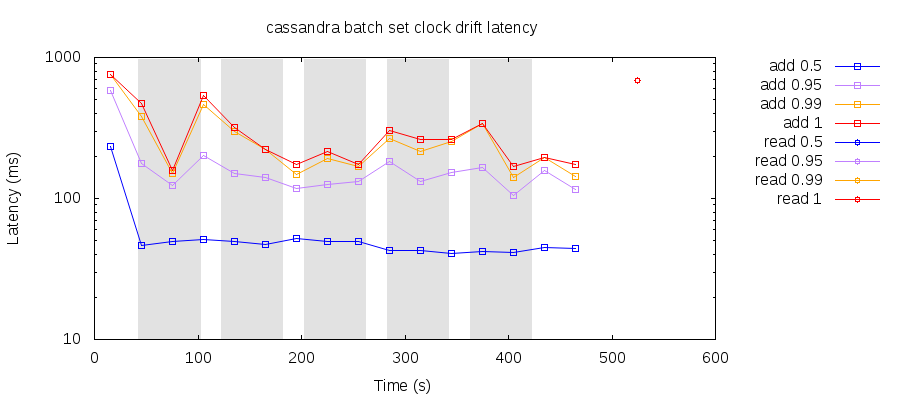 cassandra batch set clock drift latency
1000
100
10
Latency (ms)
0 100 200 300 400 500 600
Time (s)
add 0.5
add 0.95
add 0.99
add 1
read 0.5
read 0.95
read 0.99
read 1